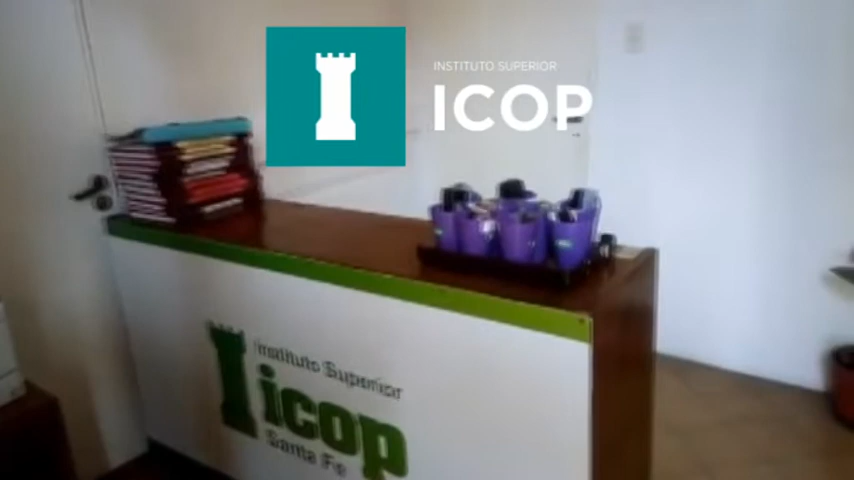 INSTITUTO SUPERIOR
ICOP
Instituto Superior
icop
Santa Fe